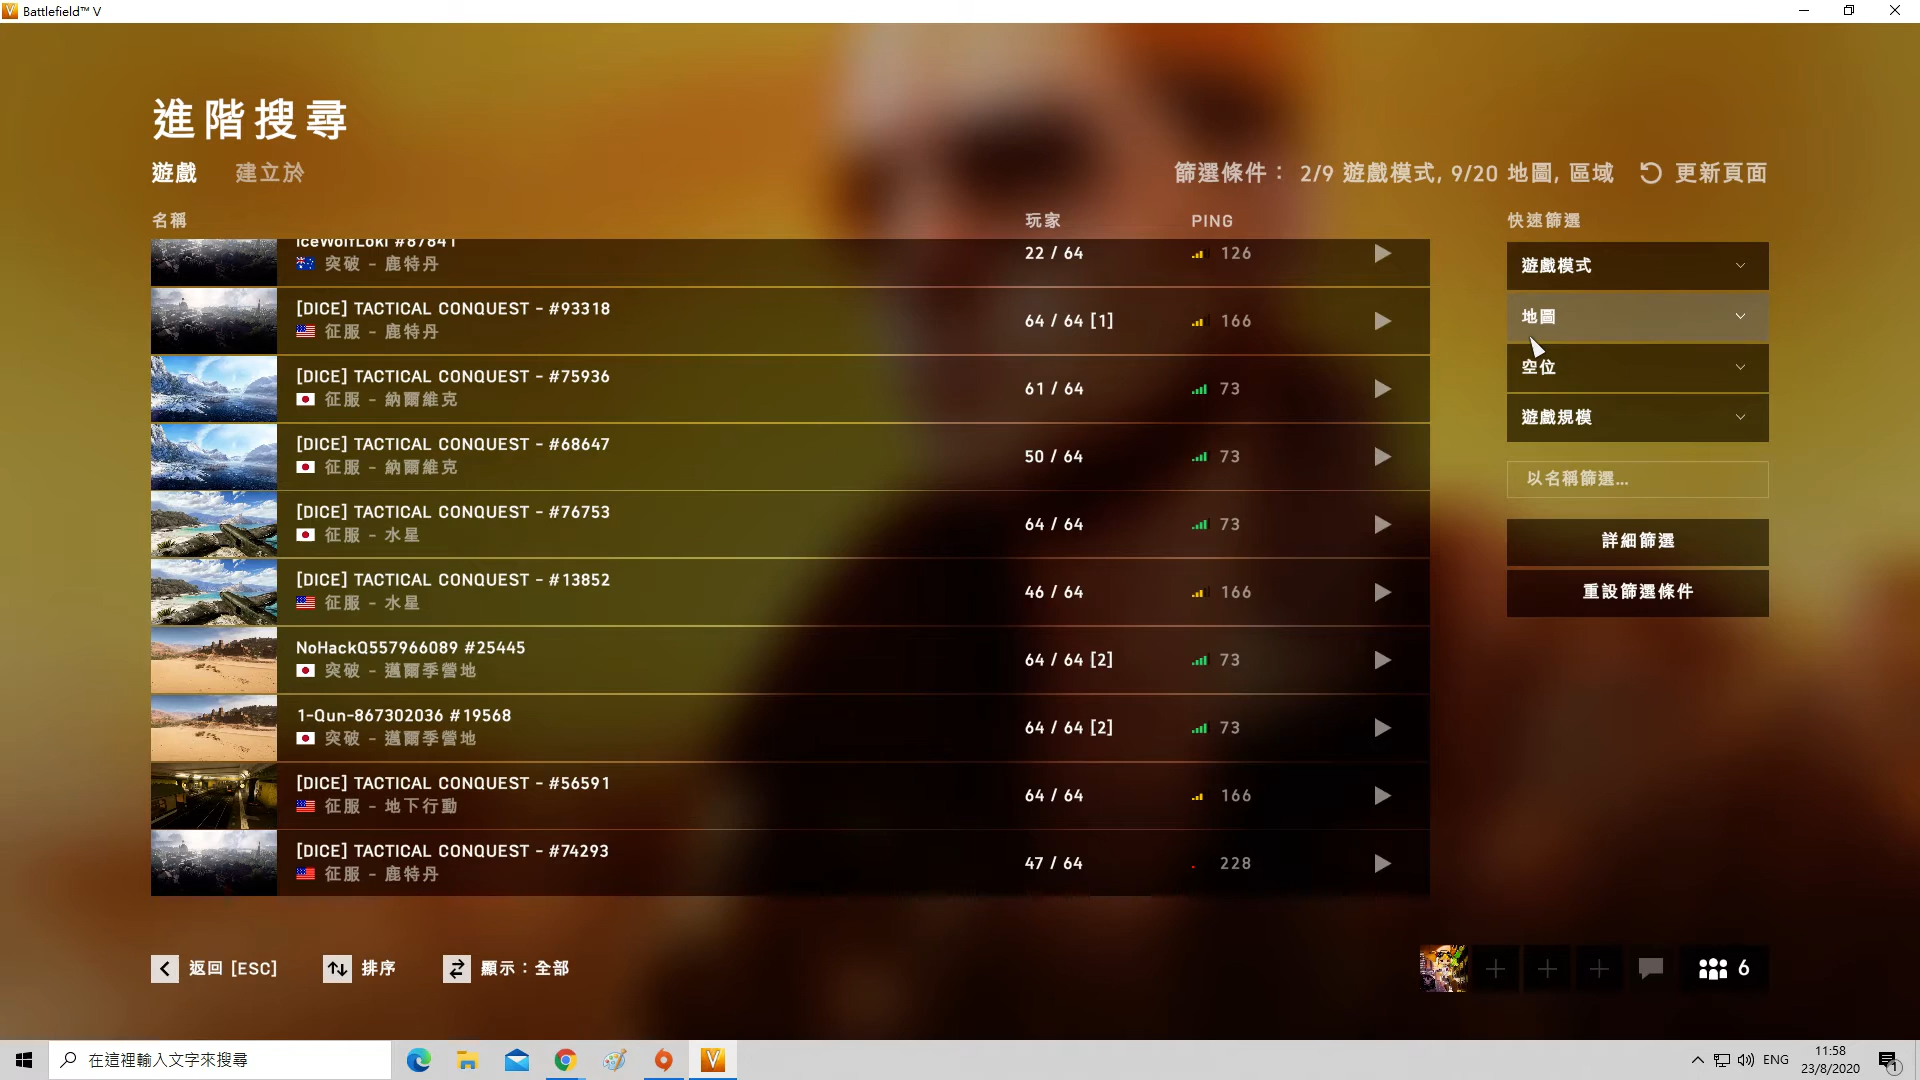 Battlefield™ V
進階搜尋
遊戲 建立於
篩選條件： 2/9 遊戲模式, 9/20 地圖, 區域 更新頁面
名稱 玩家 PING 快速篩選
IceWolfLoki #87841
突破 - 鹿特丹
22 / 64 126
[DICE] TACTICAL CONQUEST - #93318
征服 - 鹿特丹
64 / 64 [1] 166
[DICE] TACTICAL CONQUEST - #75936
征服 - 納爾維克
61 / 64 73
[DICE] TACTICAL CONQUEST - #68647
征服 - 納爾維克
50 / 64 73
[DICE] TACTICAL CONQUEST - #76753
征服 - 水星
64 / 64 73
[DICE] TACTICAL CONQUEST - #13852
征服 - 水星
46 / 64 166
NoHackQ557966089 #25445
突破 - 邁爾季營地
64 / 64 [2] 73
1-Qun-867302036 #19568
突破 - 邁爾季營地
64 / 64 [2] 73
[DICE] TACTICAL CONQUEST - #56591
征服 - 地下行動
64 / 64 166
[DICE] TACTICAL CONQUEST - #74293
征服 - 鹿特丹
47 / 64 228
遊戲模式
地圖
空位
遊戲規模
以名稱篩選...
詳細篩選
重設篩選條件
返回 [ESC] 排序 顯示：全部
6
在這裡輸入文字來搜尋
ENG
11:58
23/8/2020
1